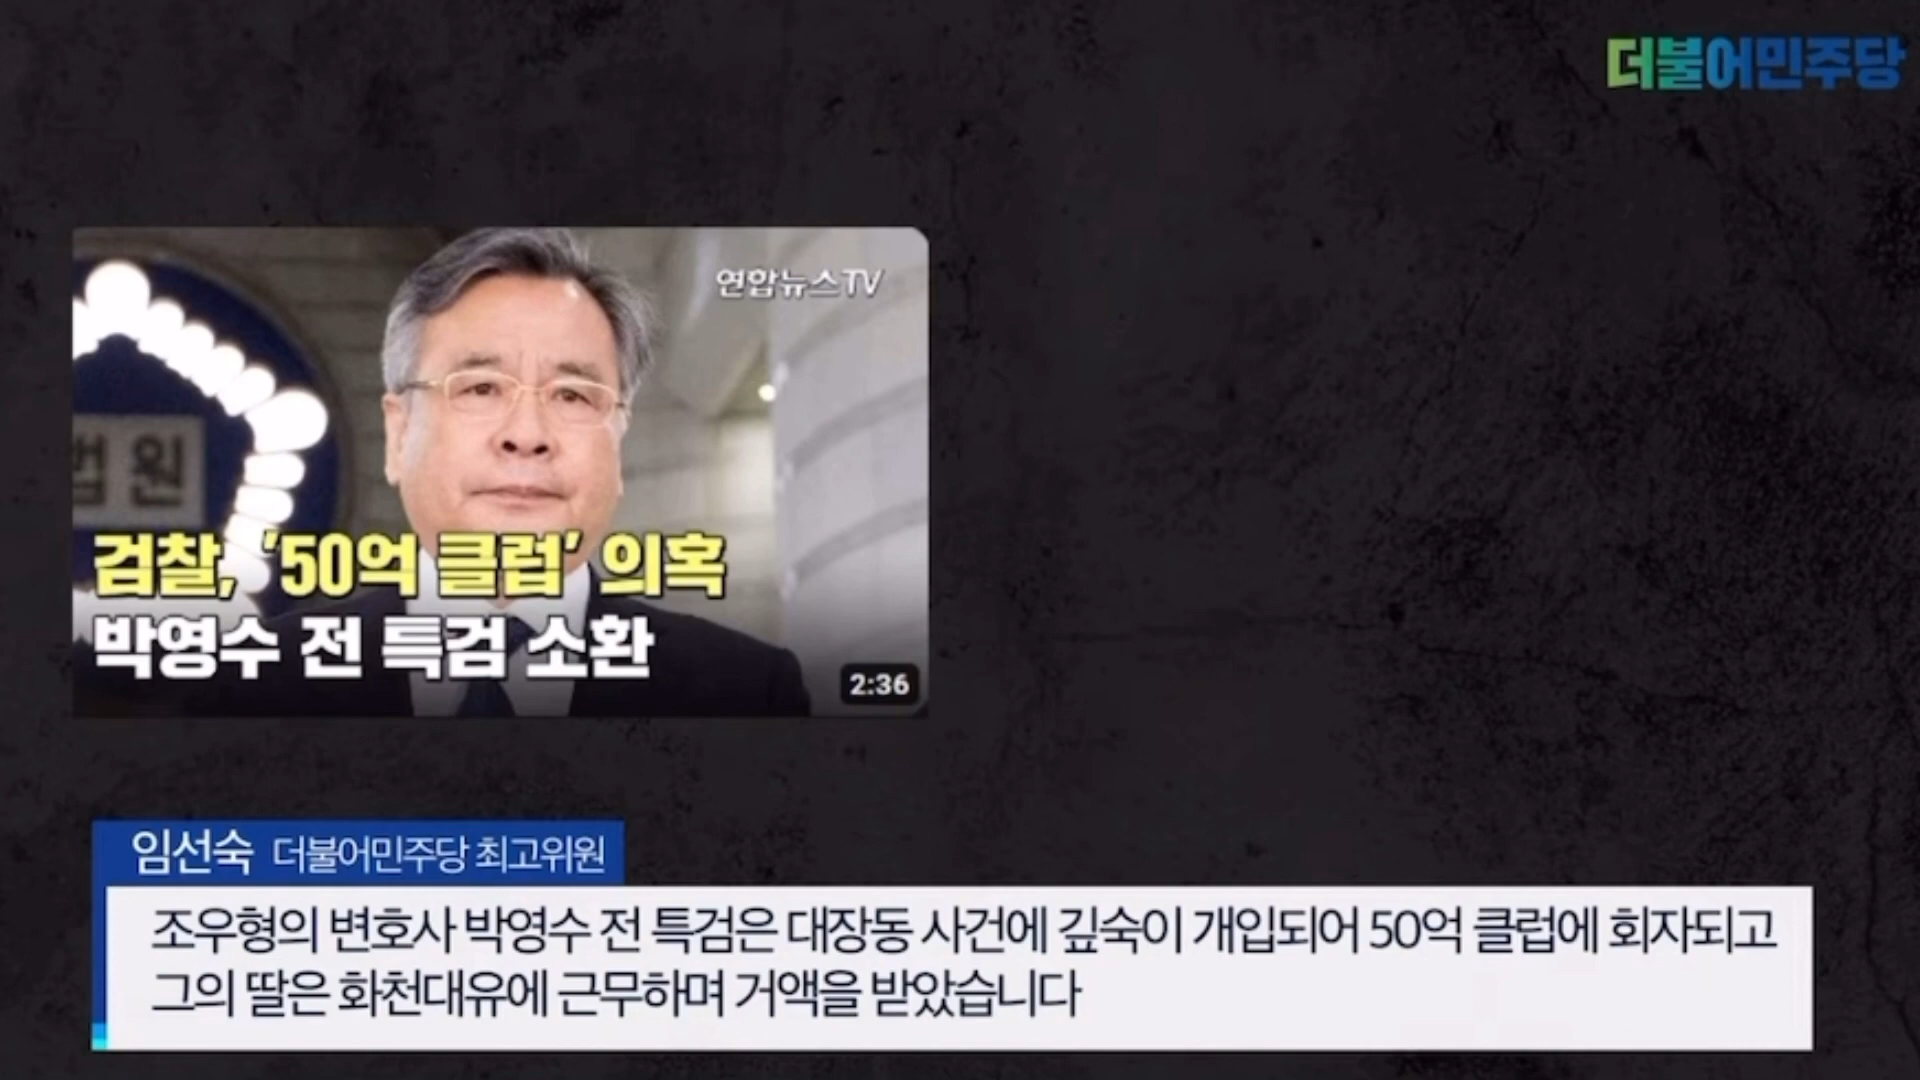 더불어민주당
연합뉴스TV
법원
검찰, '50억 클럽' 의혹
박영수 전 특검 소환
2:36
임선숙 더불어민주당 최고위원
조우형의 변호사 박영수 전 특검은 대장동 사건에 깊숙이 개입되어 50억 클럽에 회자되고
그의 딸은 화천대유에 근무하며 거액을 받았습니다